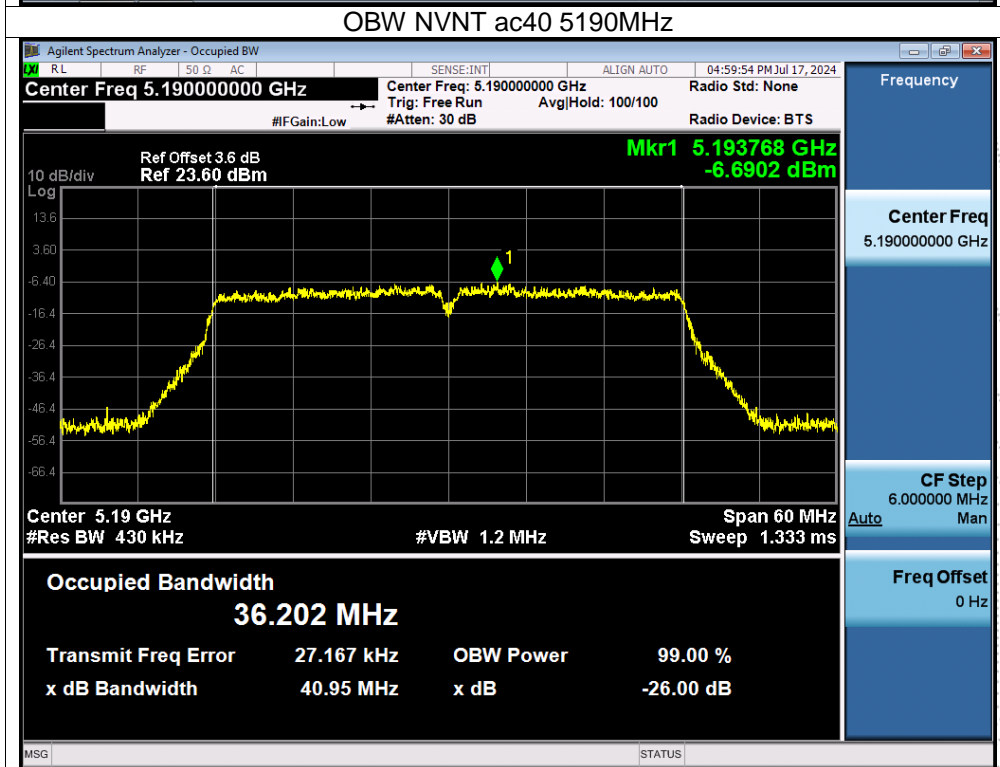 OBW NVNT ac40 5190MHz
Agilent Spectrum Analyzer - Occupied BW
LXI RL RF 50 Ω AC SENSE:INT ALIGN AUTO 04:59:54 PM Jul 17, 2024
Center Freq 5.190000000 GHz
Center Freq: 5.190000000 GHz Radio Std: None
Trig: Free Run Avg|Hold: 100/100
#IFGain:Low #Atten: 30 dB Radio Device: BTS
Frequency
Mkr1 5.193768 GHz
-6.6902 dBm
Ref Offset 3.6 dB
10 dB/div Ref 23.60 dBm
Log
13.6
3.60
-6.40
-16.4
-26.4
-36.4
-46.4
-56.4
-66.4
1
Center 5.19 GHz Span 60 MHz
#Res BW 430 kHz #VBW 1.2 MHz Sweep 1.333 ms
Center Freq
5.190000000 GHz
CF Step
6.000000 MHz
Auto Man
Freq Offset
0 Hz
Occupied Bandwidth
36.202 MHz
Transmit Freq Error 27.167 kHz OBW Power 99.00 %
x dB Bandwidth 40.95 MHz x dB -26.00 dB
MSG STATUS